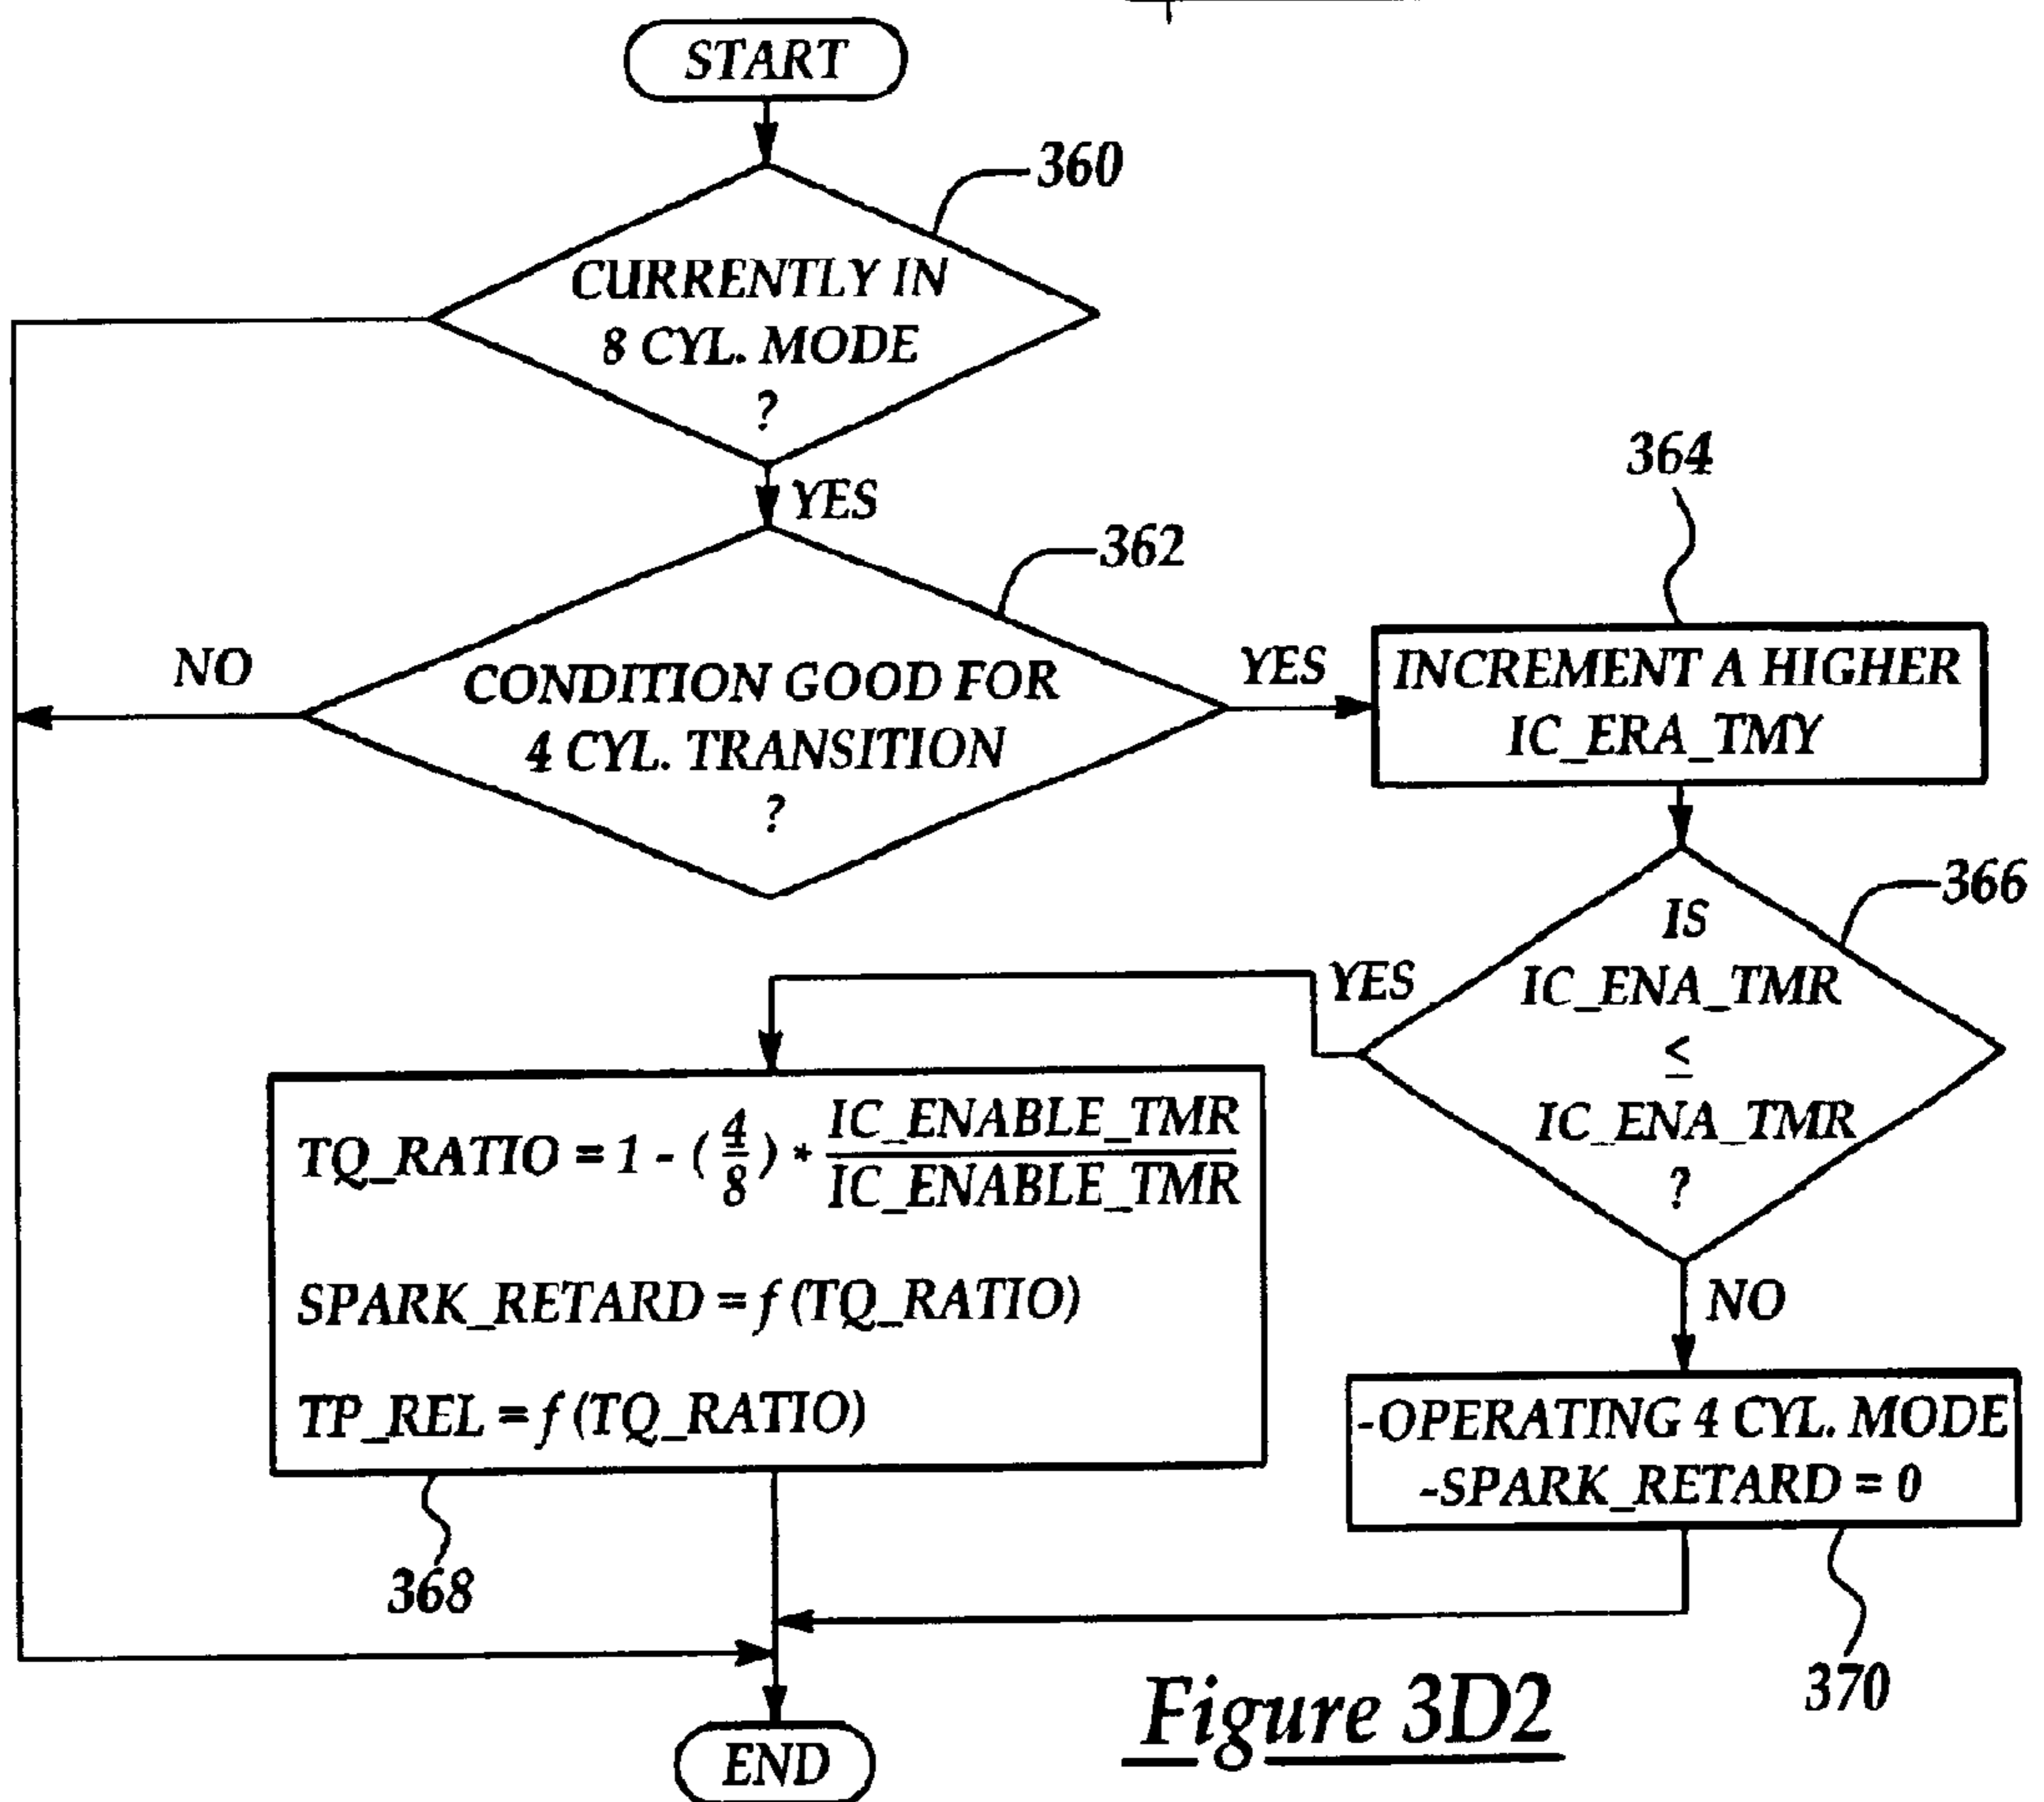 START
360
CURRENTLY IN
8 CYL. MODE
?
YES
362
364
NO
CONDITION GOOD FOR
4 CYL. TRANSITION
?
YES
INCREMENT A HIGHER
IC_ERA_TMY
366
IS
IC_ENA_TMR
≤
IC_ENA_TMR
?
YES
TQ_RATIO = 1 - (4/8) * IC_ENABLE_TMR / IC_ENABLE_TMR
SPARK_RETARD = f (TQ_RATIO)
TP_REL = f (TQ_RATIO)
NO
-OPERATING 4 CYL. MODE
-SPARK_RETARD = 0
368
370
END
Figure 3D2